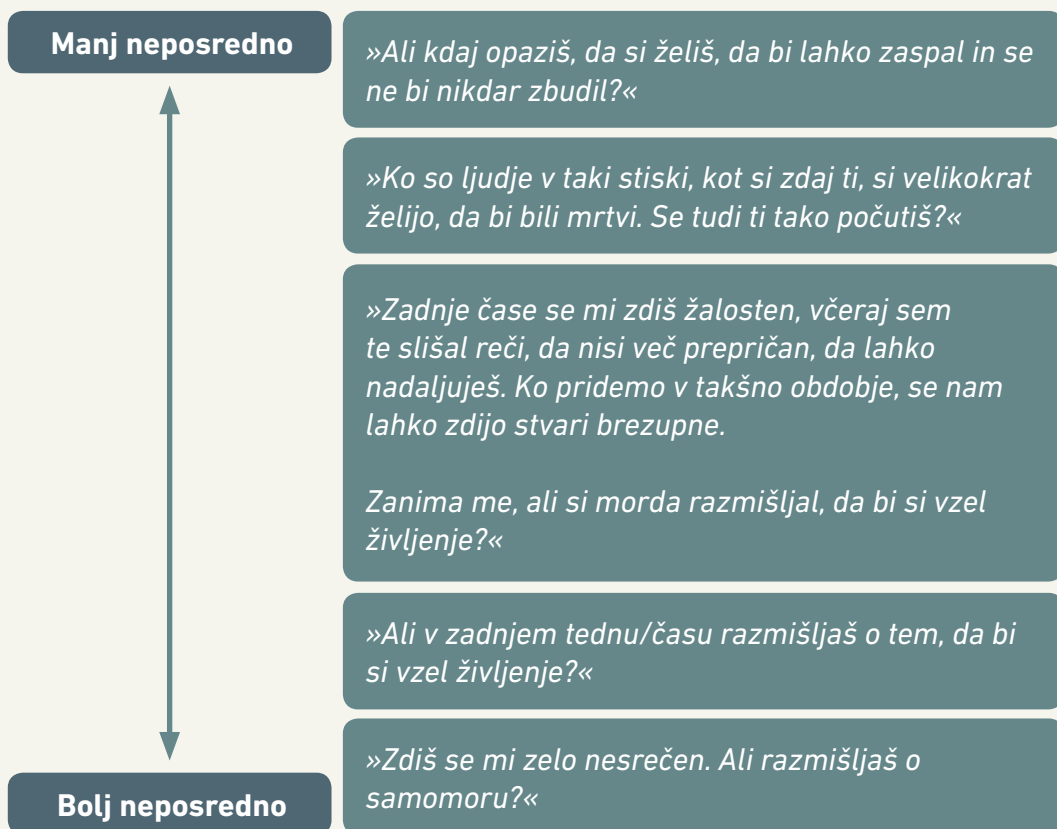 Manj neposredno
»Ali kdaj opaziš, da si želiš, da bi lahko zaspal in se
ne bi nikdar zbudil?«
»Ko so ljudje v taki stiski, kot si zdaj ti, si velikokrat
želijo, da bi bili mrtvi. Se tudi ti tako počutiš?«
»Zadnje čase se mi zdiš žalosten, včeraj sem
te slišal reči, da nisi več prepričan, da lahko
nadaljuješ. Ko pridemo v takšno obdobje, se nam
lahko zdijo stvari brezupne.
Zanima me, ali si morda razmišljal, da bi si vzel
življenje?«
»Ali v zadnjem tednu/času razmišljaš o tem, da bi
si vzel življenje?«
»Zdiš se mi zelo nesrečen. Ali razmišljaš o
samomoru?«
Bolj neposredno